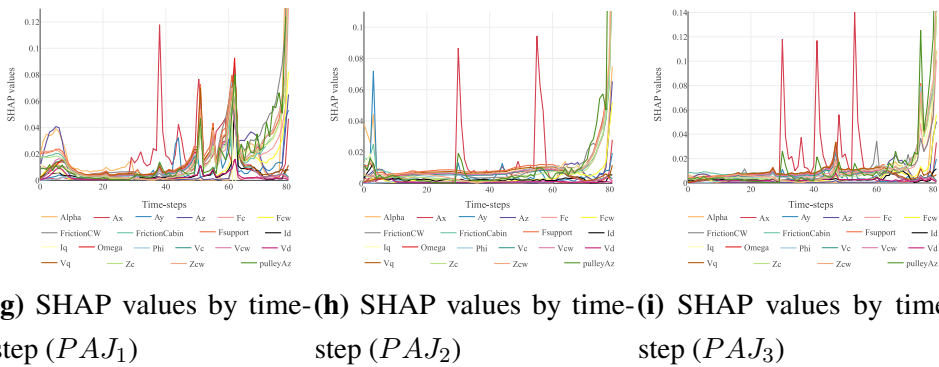 0.12
0.1
0.08
0.06
0.04
0.02
0
SHAP values
0 20 40 60 80
Time-steps
Alpha Ax Ay Az Fc Fcw
FrictionCW FrictionCabin Fsupport Id
Iq Omega Phi Vc Vcw Vd
Vq Zc Zcw pulleyAz
0.1
0.08
0.06
0.04
0.02
0
SHAP values
20 40 60 80
Time-steps
Alpha Ax Ay Az Fc Fcw
FrictionCW FrictionCabin Fsupport Id
Iq Omega Phi Vc Vcw Vd
Vq Zc Zcw pulleyAz
0.14
0.12
0.1
0.08
0.06
0.04
0.02
0
SHAP values
0 20 40 60 80
Time-steps
Alpha Ax Ay Az Fc Fcw
FrictionCW FrictionCabin Fsupport Id
Iq Omega Phi Vc Vcw Vd
Vq Zc Zcw pulleyAz
g) SHAP values by time-
step (PAJ1)
(h) SHAP values by time-
step (PAJ2)
(i) SHAP values by time
step (PAJ3)